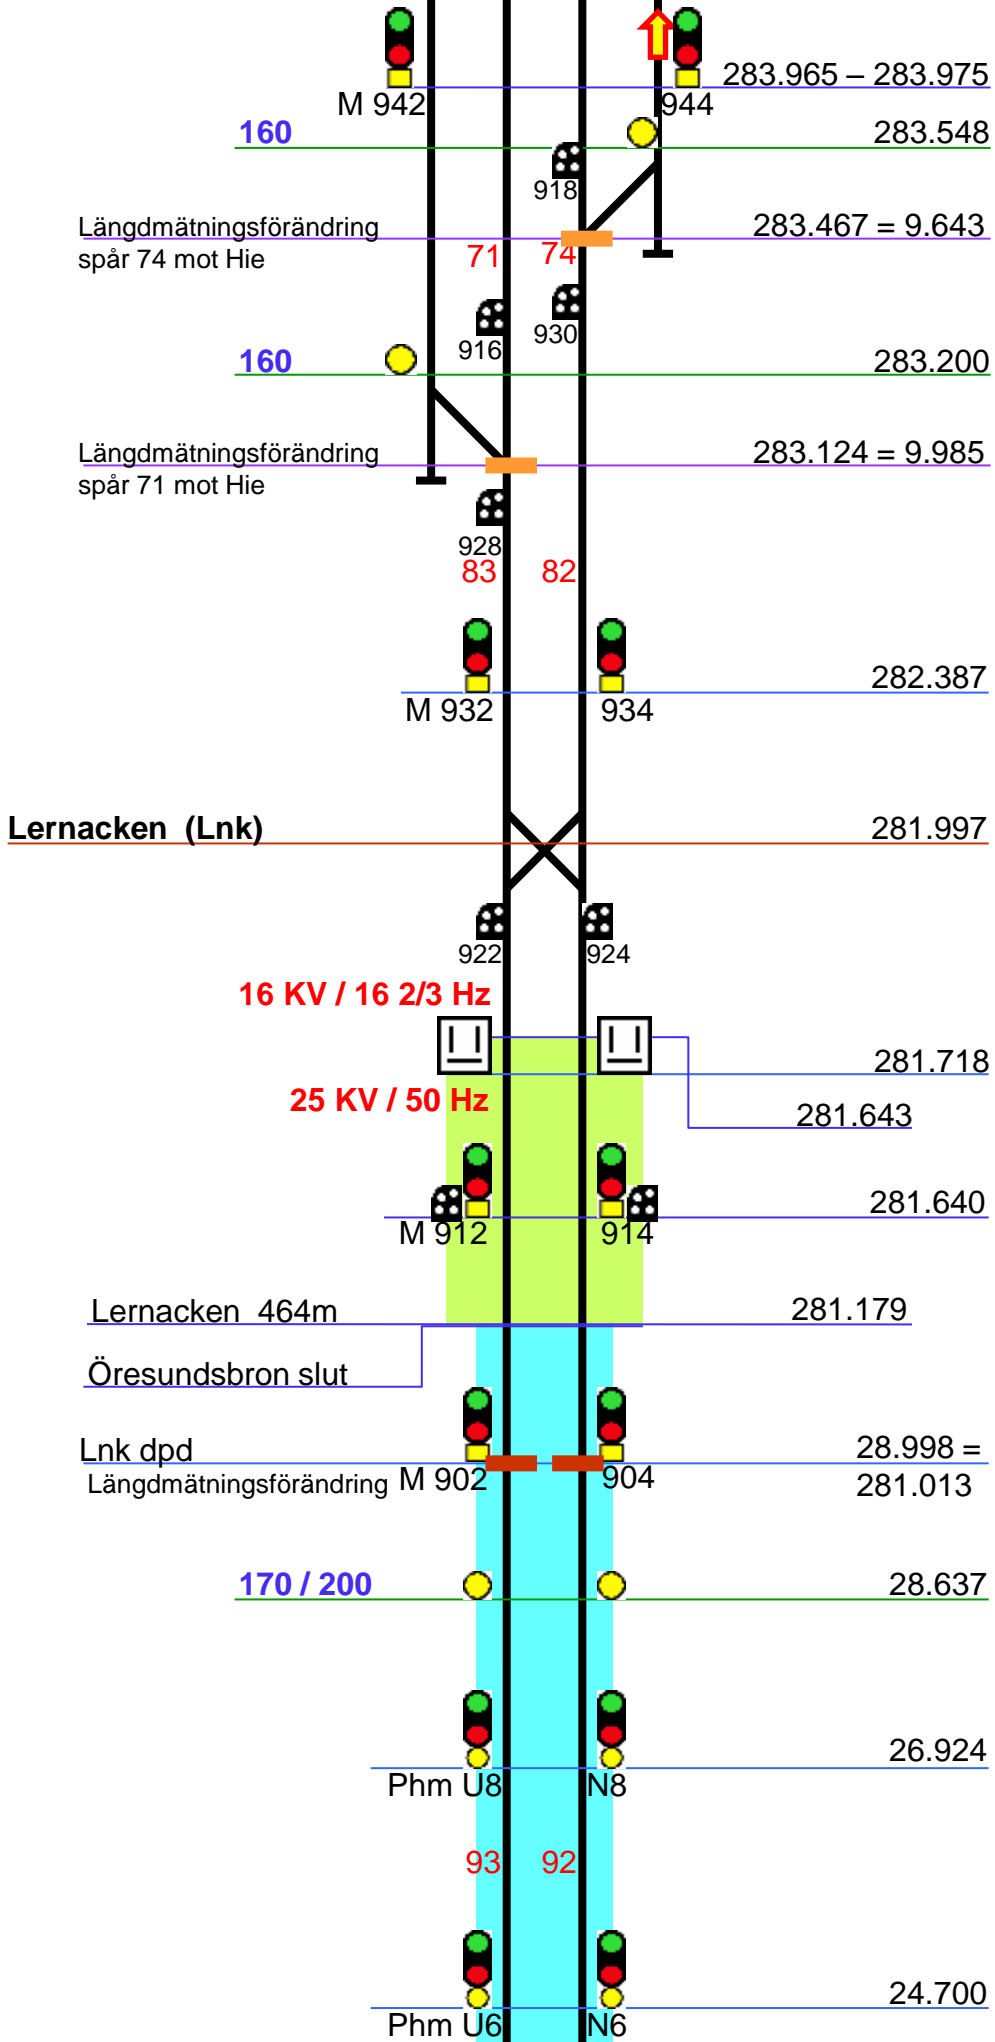 283.965 – 283.975
M 942
944
160
283.548
918
Längdmätningsförändring
283.467 = 9.643
spår 74 mot Hie
71
74
916
930
160
283.200
Längdmätningsförändring
283.124 = 9.985
spår 71 mot Hie
928
83
82
282.387
M 932
934
Lernacken (Lnk)
281.997
922
924
16 KV / 16 2/3 Hz
281.718
25 KV / 50 Hz
281.643
281.640
M 912
914
Lernacken 464m
281.179
Öresundsbron slut
Lnk dpd
28.998 =
Längdmätningsförändring
M 902
904
281.013
170 / 200
28.637
26.924
Phm U8
N8
93
92
24.700
Phm U6
N6